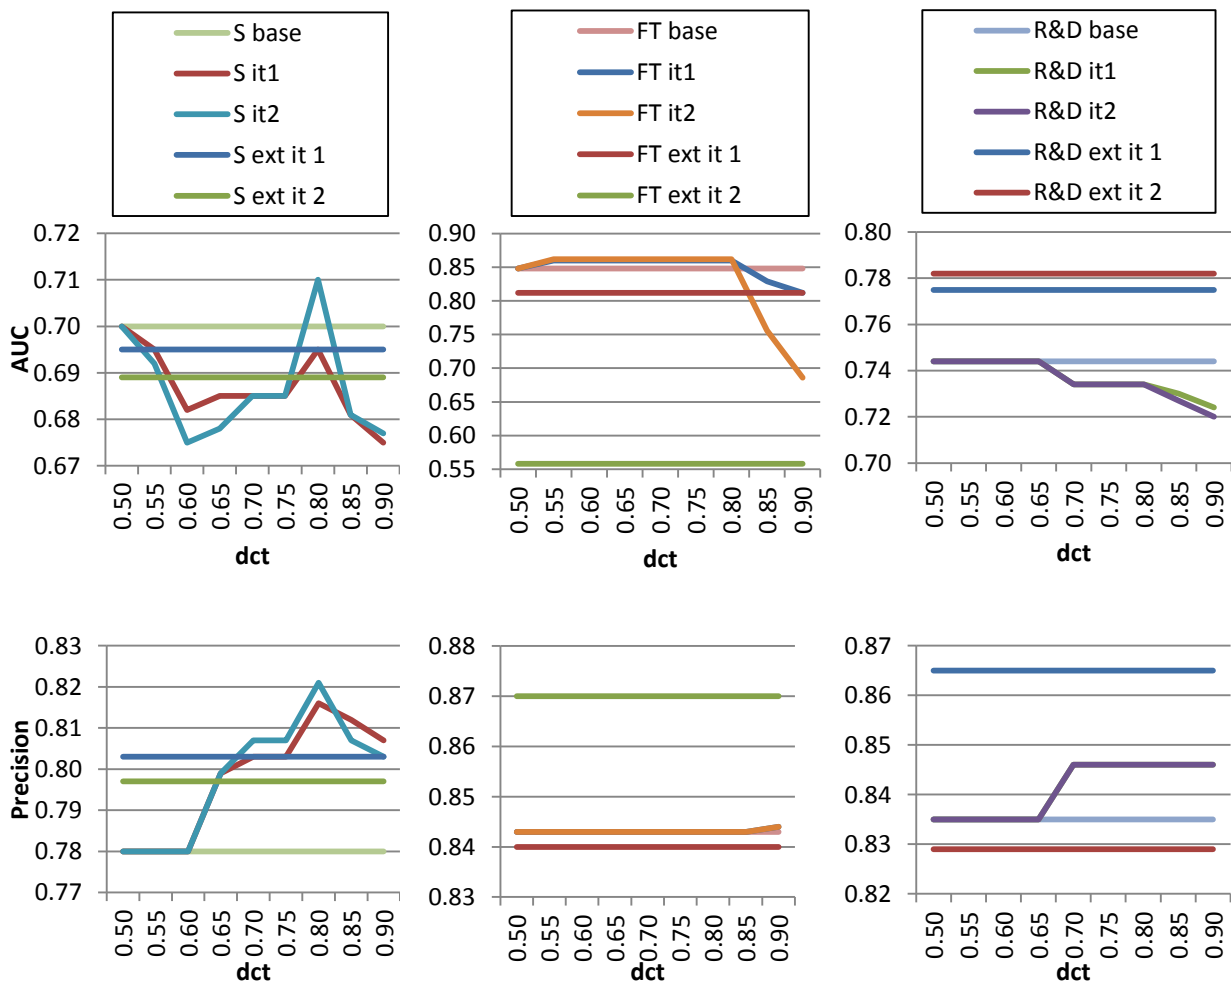 S base
S it1
S it2
S ext it 1
S ext it 2
FT base
FT it1
FT it2
FT ext it 1
FT ext it 2
R&D base
R&D it1
R&D it2
R&D ext it 1
R&D ext it 2
AUC
0.72
0.71
0.70
0.69
0.68
0.67
0.50 0.55 0.60 0.65 0.70 0.75 0.80 0.85 0.90
dct
0.90
0.85
0.80
0.75
0.70
0.65
0.60
0.55
0.50 0.55 0.60 0.65 0.70 0.75 0.80 0.85 0.90
dct
0.80
0.78
0.76
0.74
0.72
0.70
0.50 0.55 0.60 0.65 0.70 0.75 0.80 0.85 0.90
dct
Precision
0.83
0.82
0.81
0.80
0.79
0.78
0.77
0.50 0.55 0.60 0.65 0.70 0.75 0.80 0.85 0.90
dct
0.88
0.87
0.86
0.85
0.84
0.83
0.50 0.55 0.60 0.65 0.70 0.75 0.80 0.85 0.90
dct
0.87
0.86
0.85
0.84
0.83
0.82
0.50 0.55 0.60 0.65 0.70 0.75 0.80 0.85 0.90
dct